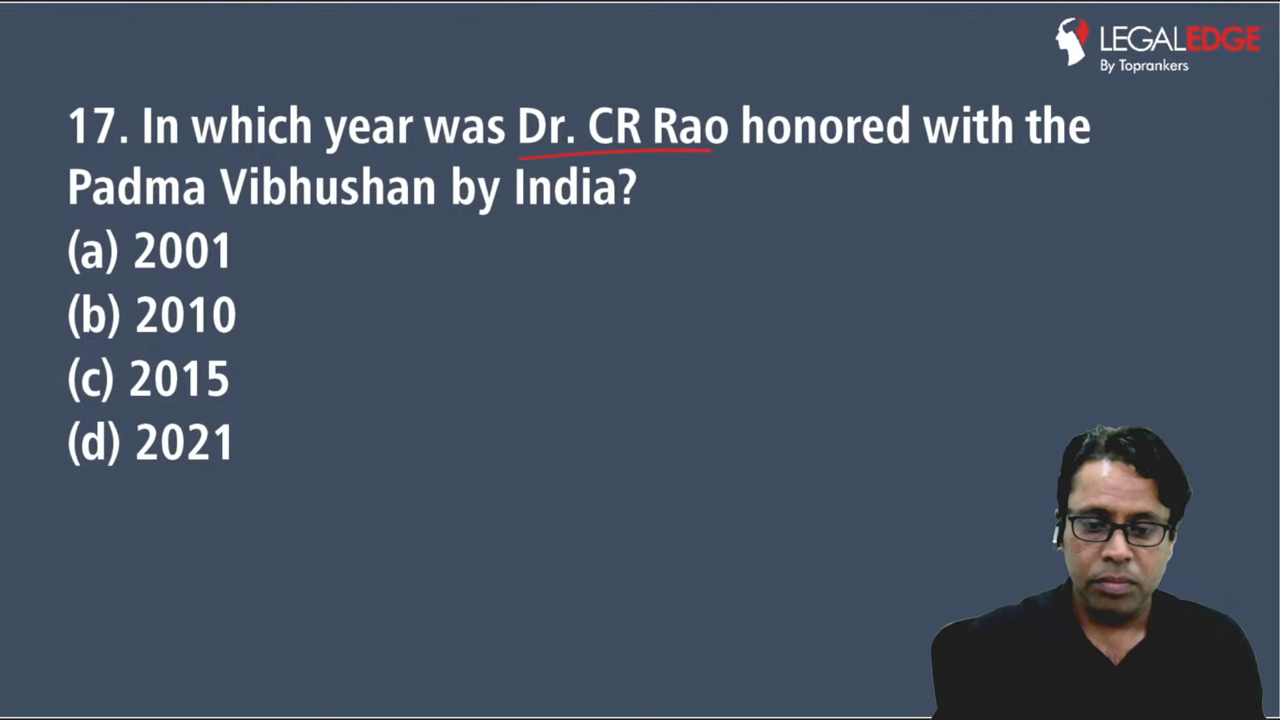 LEGALEDGE
By Toprankers
17. In which year was Dr. CR Rao honored with the
Padma Vibhushan by India?
(a) 2001
(b) 2010
(c) 2015
(d) 2021